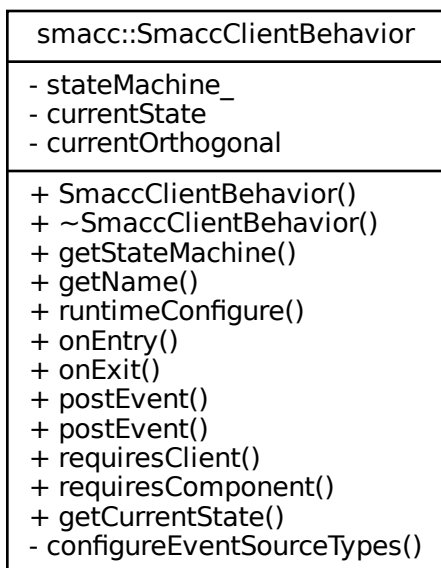 smacc::SmaccClientBehavior
- stateMachine_
- currentState
- currentOrthogonal
+ SmaccClientBehavior()
+ ~SmaccClientBehavior()
+ getStateMachine()
+ getName()
+ runtimeConfigure()
+ onEntry()
+ onExit()
+ postEvent()
+ postEvent()
+ requiresClient()
+ requiresComponent()
+ getCurrentState()
- configureEventSourceTypes()